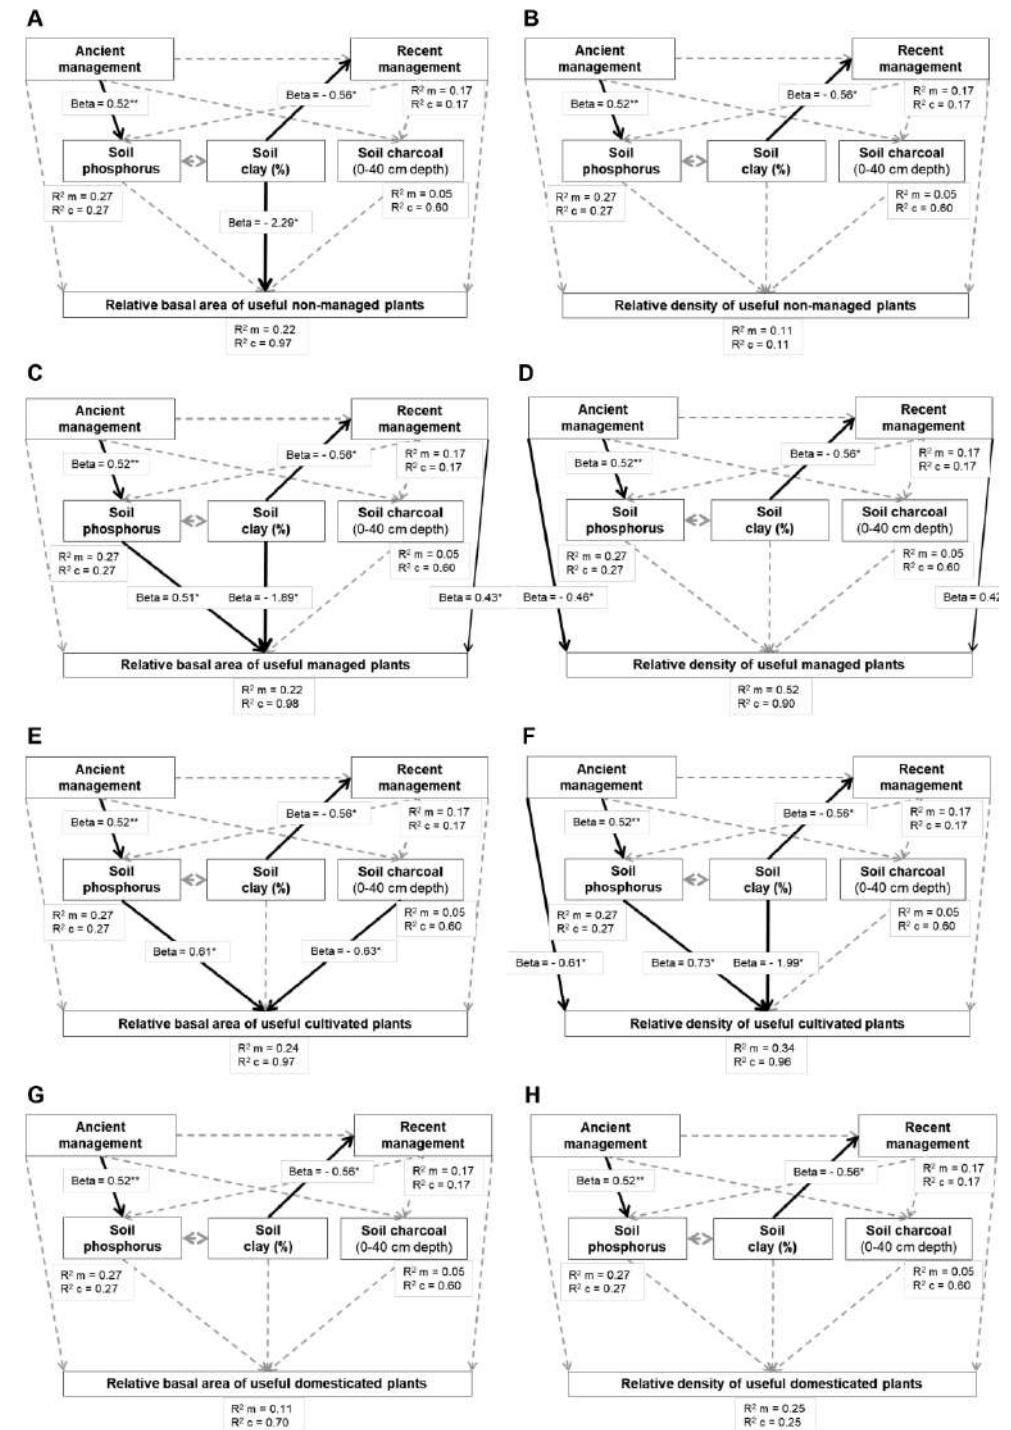 A
Ancient
management
Recent
management
Beta = 0.52**
Beta = - 0.56*
R² m = 0.17
R² c = 0.17
Soil
phosphorus
Soil
clay (%)
Soil charcoal
(0-40 cm depth)
R² m = 0.27
R² c = 0.27
R² m = 0.05
R² c = 0.60
Beta = - 2.29*
Relative basal area of useful non-managed plants
R² m = 0.22
R² c = 0.97
B
Ancient
management
Recent
management
Beta = 0.52**
Beta = - 0.56*
R² m = 0.17
R² c = 0.17
Soil
phosphorus
Soil
clay (%)
Soil charcoal
(0-40 cm depth)
R² m = 0.27
R² c = 0.27
R² m = 0.05
R² c = 0.60
Relative density of useful non-managed plants
R² m = 0.11
R² c = 0.11
C
Ancient
management
Recent
management
Beta = 0.52**
Beta = - 0.56*
R² m = 0.17
R² c = 0.17
Soil
phosphorus
Soil
clay (%)
Soil charcoal
(0-40 cm depth)
R² m = 0.27
R² c = 0.27
R² m = 0.05
R² c = 0.60
Beta = 0.51*
Beta = - 1.89*
Beta = 0.43*
Relative basal area of useful managed plants
R² m = 0.22
R² c = 0.98
D
Ancient
management
Recent
management
Beta = 0.52**
Beta = - 0.56*
R² m = 0.17
R² c = 0.17
Soil
phosphorus
Soil
clay (%)
Soil charcoal
(0-40 cm depth)
R² m = 0.27
R² c = 0.27
R² m = 0.05
R² c = 0.60
Beta = - 0.46*
Beta = 0.42
Relative density of useful managed plants
R² m = 0.52
R² c = 0.90
E
Ancient
management
Recent
management
Beta = 0.52**
Beta = - 0.56*
R² m = 0.17
R² c = 0.17
Soil
phosphorus
Soil
clay (%)
Soil charcoal
(0-40 cm depth)
R² m = 0.27
R² c = 0.27
R² m = 0.05
R² c = 0.60
Beta = 0.61*
Beta = - 0.63*
Relative basal area of useful cultivated plants
R² m = 0.24
R² c = 0.97
F
Ancient
management
Recent
management
Beta = 0.52**
Beta = - 0.56*
R² m = 0.17
R² c = 0.17
Soil
phosphorus
Soil
clay (%)
Soil charcoal
(0-40 cm depth)
R² m = 0.27
R² c = 0.27
R² m = 0.05
R² c = 0.60
Beta = - 0.61*
Beta = 0.73*
Beta = - 1.99*
Relative density of useful cultivated plants
R² m = 0.34
R² c = 0.96
G
Ancient
management
Recent
management
Beta = 0.52**
Beta = - 0.56*
R² m = 0.17
R² c = 0.17
Soil
phosphorus
Soil
clay (%)
Soil charcoal
(0-40 cm depth)
R² m = 0.27
R² c = 0.27
R² m = 0.05
R² c = 0.60
Relative basal area of useful domesticated plants
R² m = 0.11
R² c = 0.70
H
Ancient
management
Recent
management
Beta = 0.52**
Beta = - 0.56*
R² m = 0.17
R² c = 0.17
Soil
phosphorus
Soil
clay (%)
Soil charcoal
(0-40 cm depth)
R² m = 0.27
R² c = 0.27
R² m = 0.05
R² c = 0.60
Relative density of useful domesticated plants
R² m = 0.25
R² c = 0.25